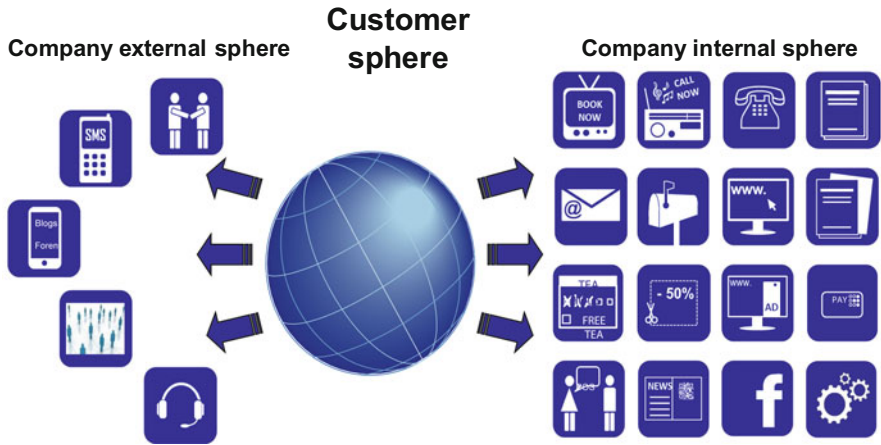 Customer
sphere
Company external sphere
Company internal sphere
SMS
Blogs
Foren
BOOK
NOW
CALL
NOW
@
www.
TEA
FREE
TEA
- 50%
www.
AD
PAY
NEWS
f